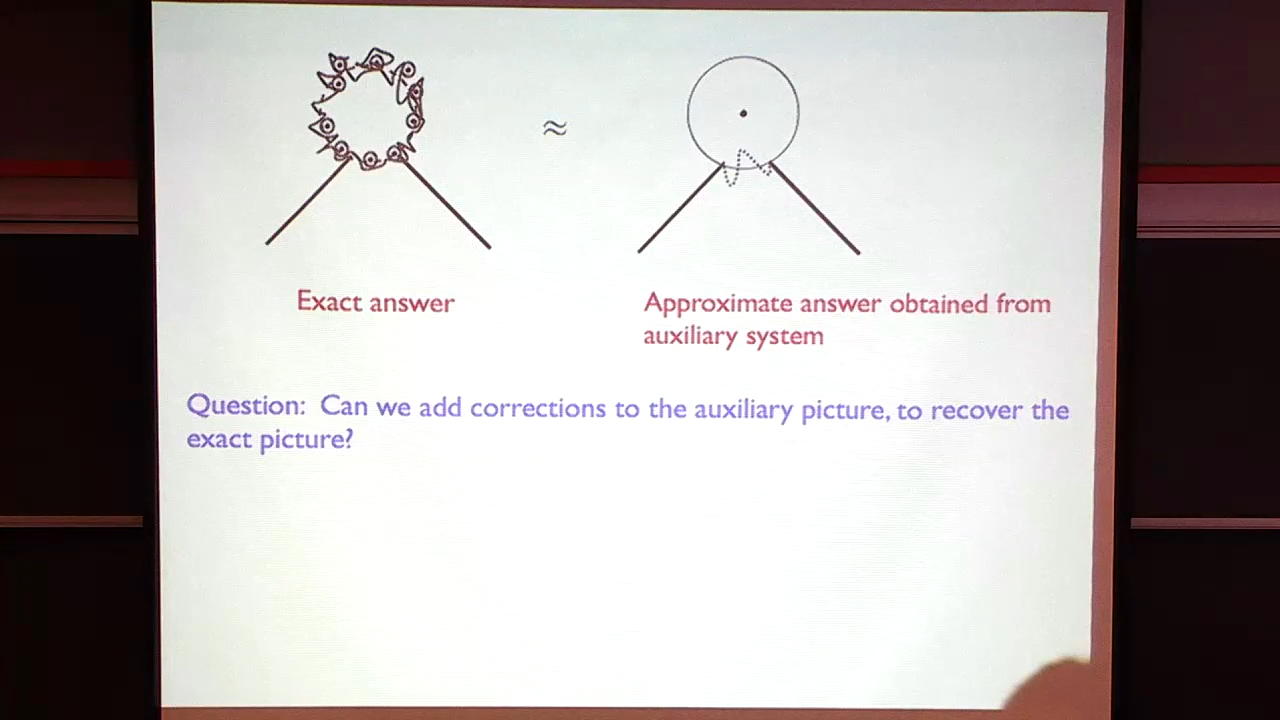 ≈
Exact answer
Approximate answer obtained from
auxiliary system
Question: Can we add corrections to the auxiliary picture, to recover the
exact picture?